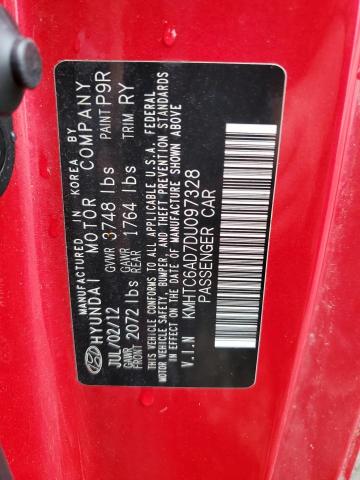 MANUFACTURED IN KOREA BY
HYUNDAI MOTOR COMPANY
JUL/02/12 GVWR 3748 lbs PAINT P9R
GAWR FRONT 2072 lbs GAWR REAR 1764 lbs TRIM RY
THIS VEHICLE CONFORMS TO ALL APPLICABLE U.S.A. FEDERAL
MOTOR VEHICLE SAFETY, BUMPER, AND THEFT PREVENTION
STANDARDS IN EFFECT ON THE DATE OF MANUFACTURE SHOWN ABOVE
V.I.N KMHTC6AD7DU097328
PASSENGER CAR